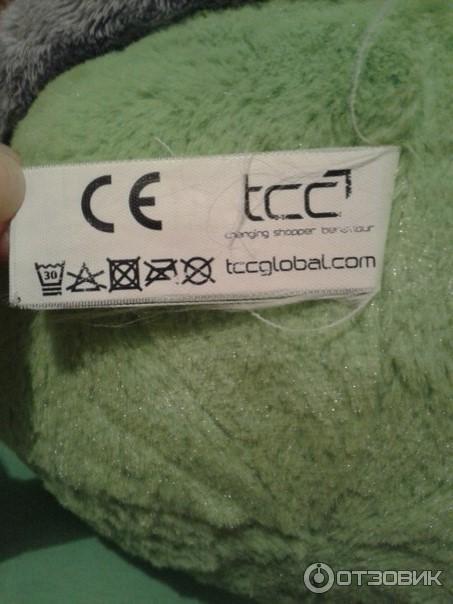 CE
tcc
changing shopper behaviour
30
tccglobal.com
ОТЗОВИК